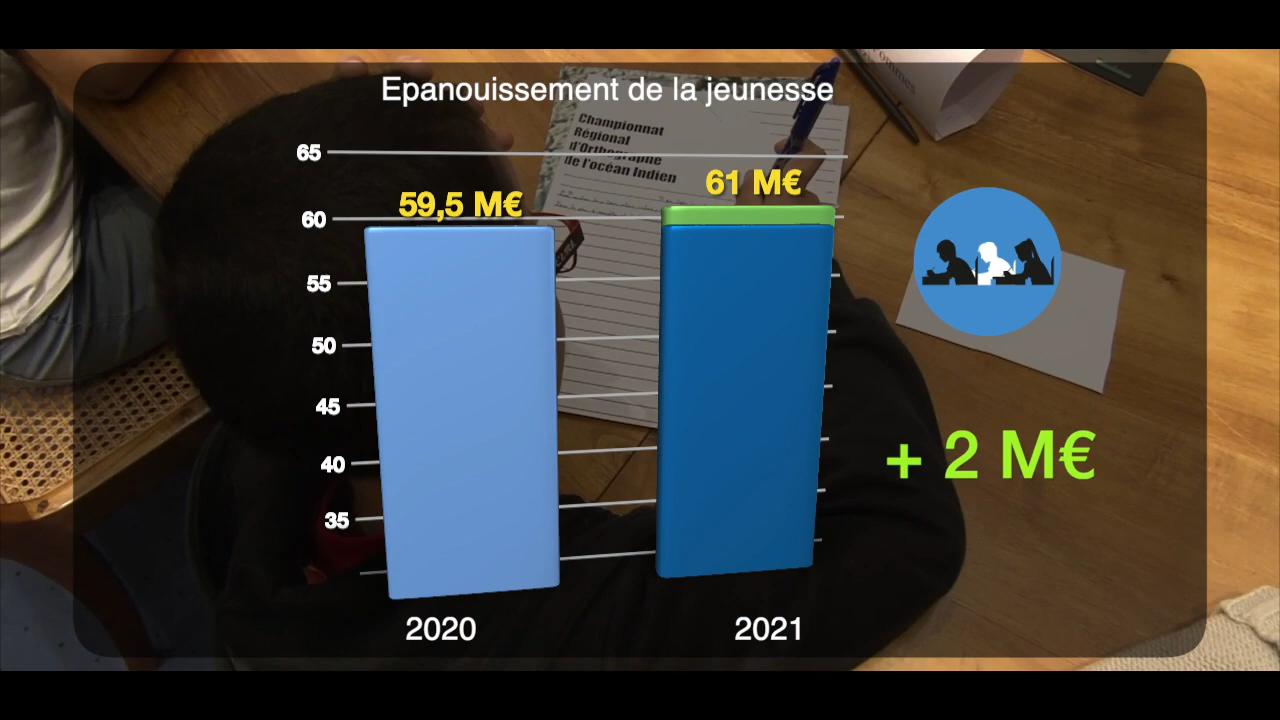 Epanouissement de la jeunesse
Championnat
Régional
d'Orthographe
de l'océan Indien
65
60
55
50
45
40
35
59,5 M€
61 M€
+ 2 M€
2020
2021